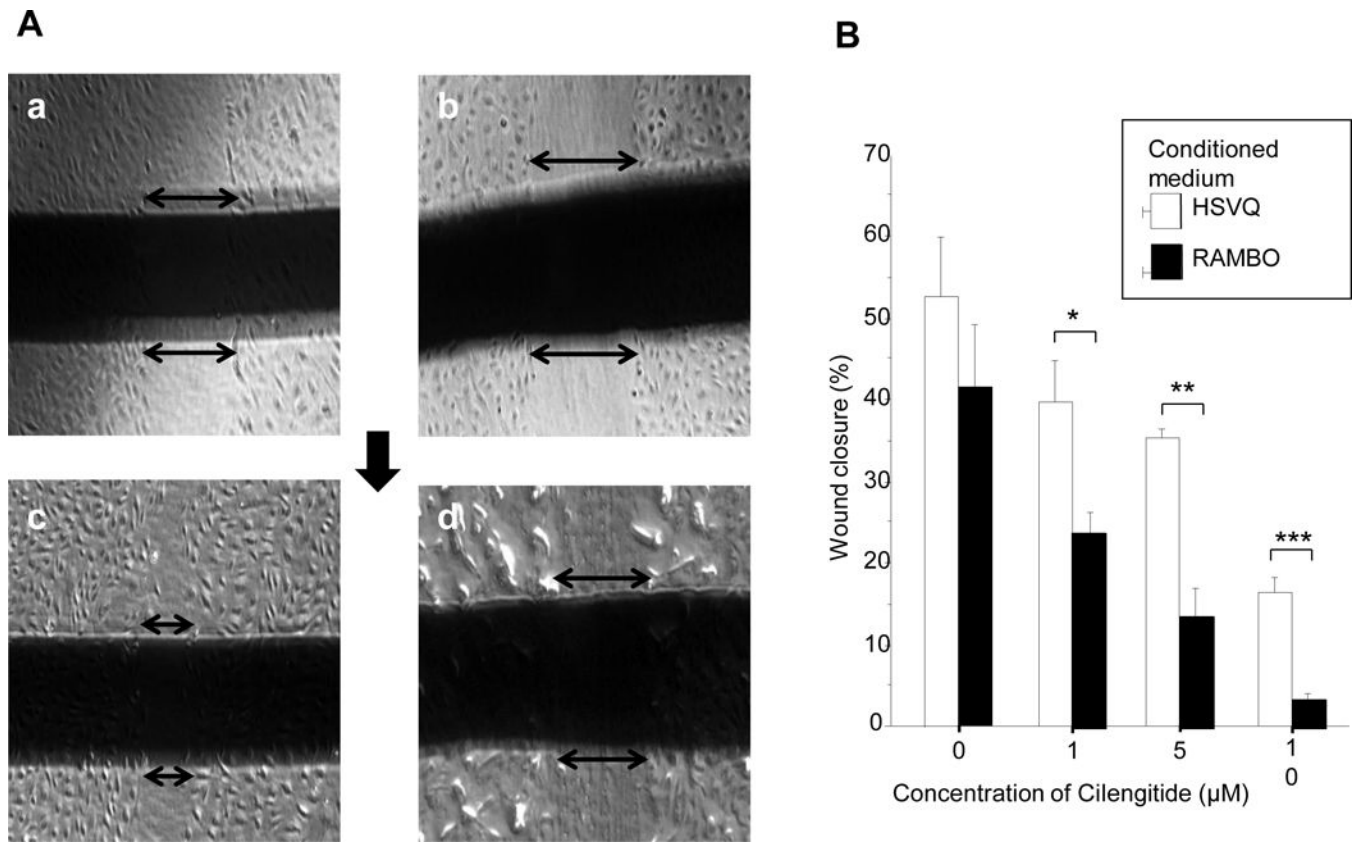 A
a
b
c
d
B
Conditioned
medium
HSVQ
RAMBO
Wound closure (%)
70
60
50
40
30
20
10
0
*
**
***
0
1
5
1
0
Concentration of Cilengitide (µM)